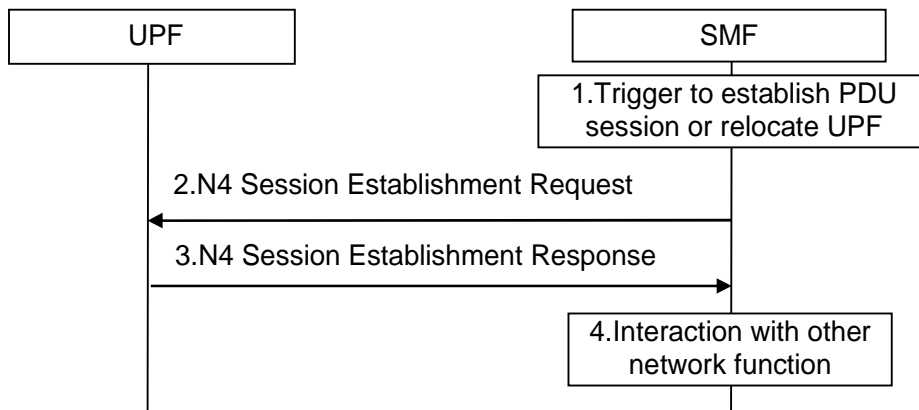 UPF
SMF
1.Trigger to establish PDU
session or relocate UPF
2.N4 Session Establishment Request
3.N4 Session Establishment Response
4.Interaction with other
network function